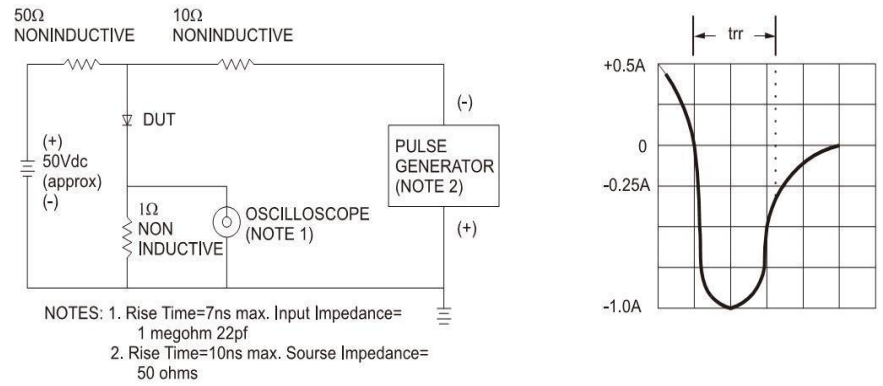 50Ω
NONINDUCTIVE
10Ω
NONINDUCTIVE
DUT
(+)
50Vdc
(approx)
(-)
1Ω
NON
INDUCTIVE
OSCILLOSCOPE
(NOTE 1)
(-)
PULSE
GENERATOR
(NOTE 2)
(+)
NOTES: 1. Rise Time=7ns max. Input Impedance=
1 megohm 22pf
2. Rise Time=10ns max. Sourse Impedance=
50 ohms
trr
+0.5A
0
-0.25A
-1.0A